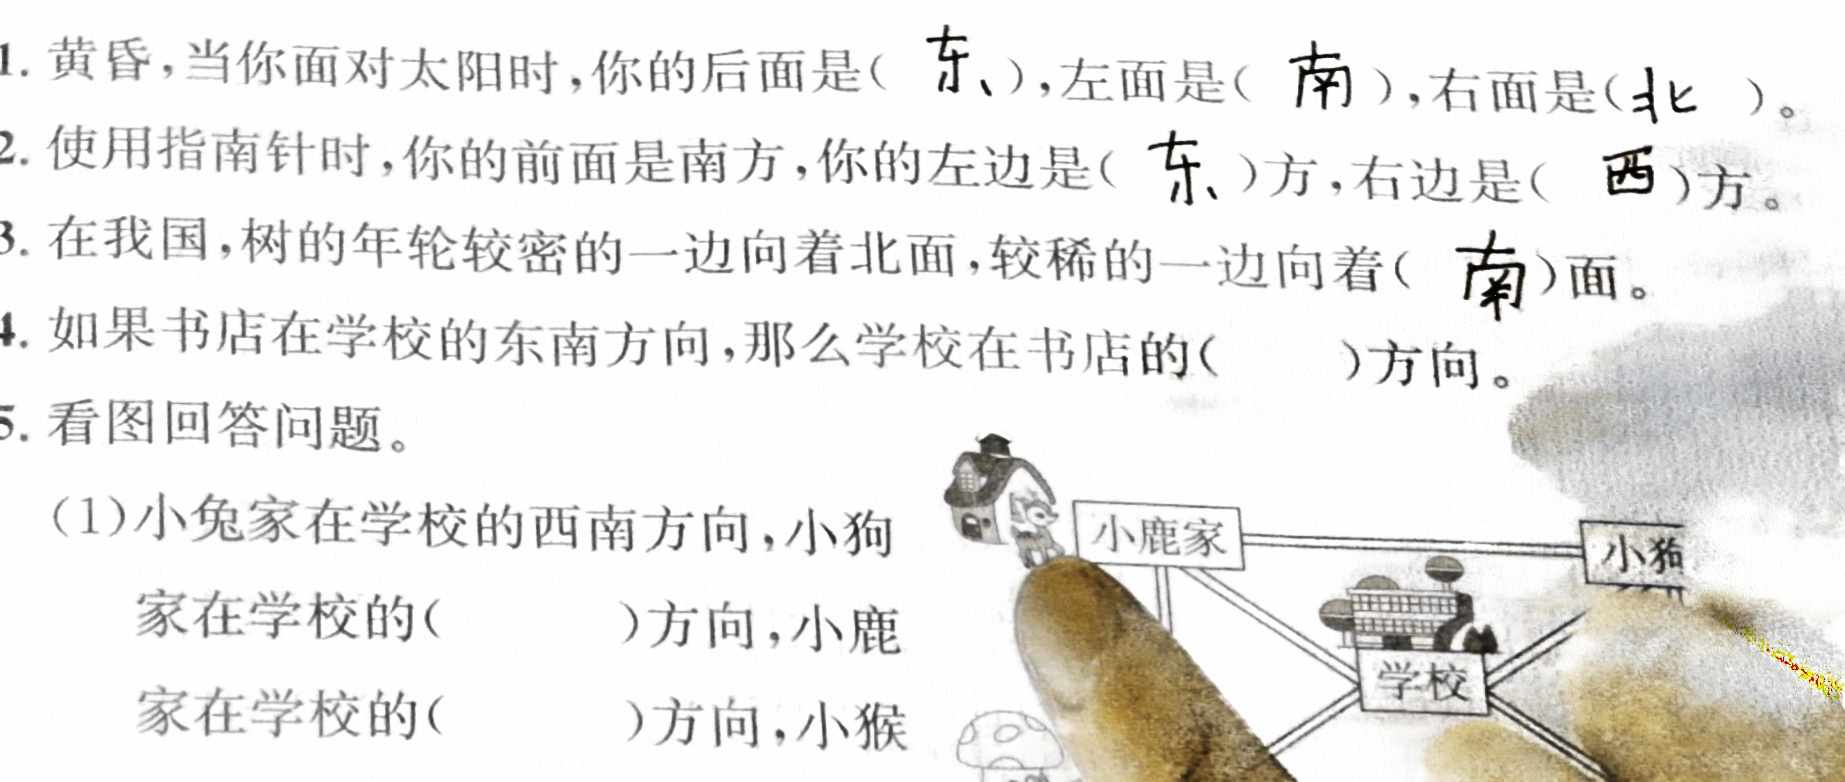 1. 黄昏，当你面对太阳时，你的后面是（ 东 ），左面是（ 南 ），右面是（ 北 ）。
2. 使用指南针时，你的前面是南方，你的左边是（ 东 ）方，右边是（ 西 ）方。
3. 在我国，树的年轮较密的一边向着北面，较稀的一边向着（ 南 ）面。
4. 如果书店在学校的东南方向，那么学校在书店的（ ）方向。
5. 看图回答问题。
（1）小兔家在学校的西南方向，小狗
家在学校的（ ）方向，小鹿
家在学校的（ ）方向，小猴
小鹿家
小狗
学校